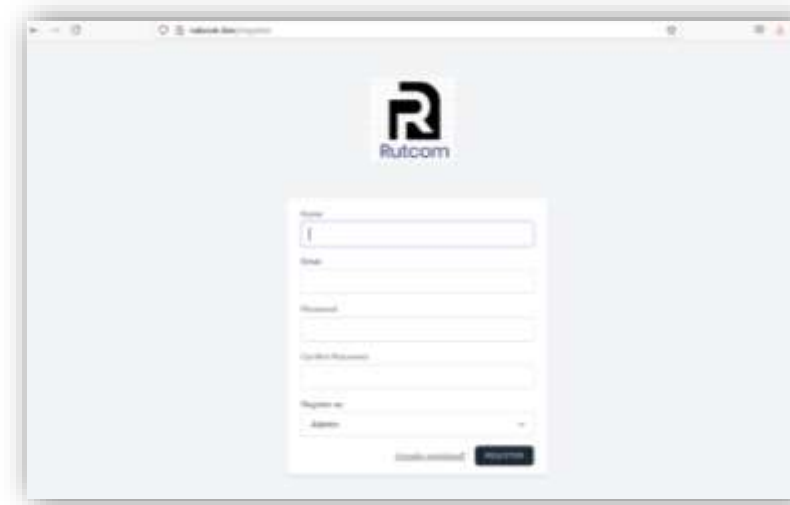 Rutcom
Name
Email
Password
Confirm Password
Register as
Admin
REGISTER